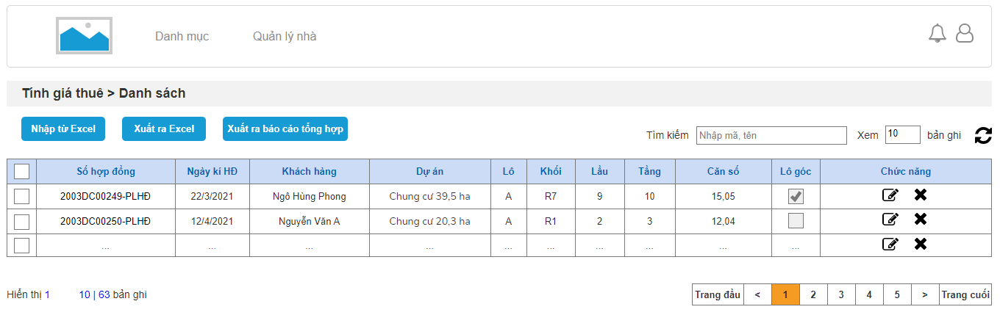 Danh mục Quản lý nhà
Tính giá thuê > Danh sách
Nhập từ Excel Xuất ra Excel Xuất ra báo cáo tổng hợp
Tìm kiếm Nhập mã, tên Xem 10 bản ghi
Số hợp đồng Ngày kí HĐ Khách hàng Dự án Lô Khối Lầu Tầng Căn số Lô góc Chức năng
2003DC00249-PLHĐ 22/3/2021 Ngô Hùng Phong Chung cư 39,5 ha A R7 9 10 15,05
2003DC00250-PLHĐ 12/4/2021 Nguyễn Văn A Chung cư 20,3 ha A R1 2 3 12,04
... ... ... ... ... ... ... ... ... ...
Hiển thị 1 10 | 63 bản ghi Trang đầu < 1 2 3 4 5 > Trang cuối